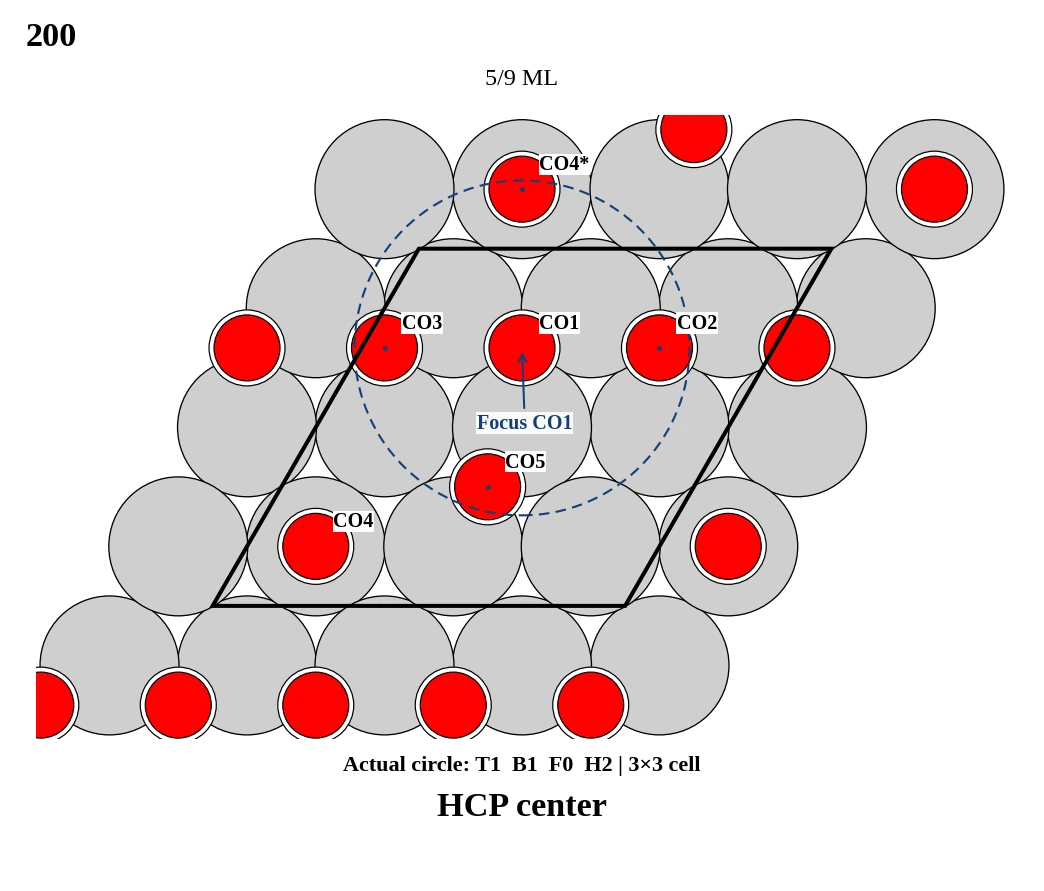 200
5/9 ML
CO4*
CO3
CO1
CO2
Focus CO1
CO5
CO4
Actual circle: T1 B1 F0 H2 | 3×3 cell
HCP center